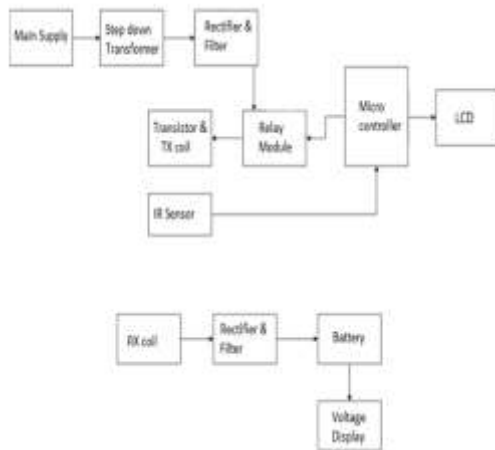 Main Supply
Step down
Transformer
Rectifier &
Filter
Transistor &
TX coil
Relay
Module
Micro
controller
LCD
IR Sensor
RX coil
Rectifier &
Filter
Battery
Voltage
Display